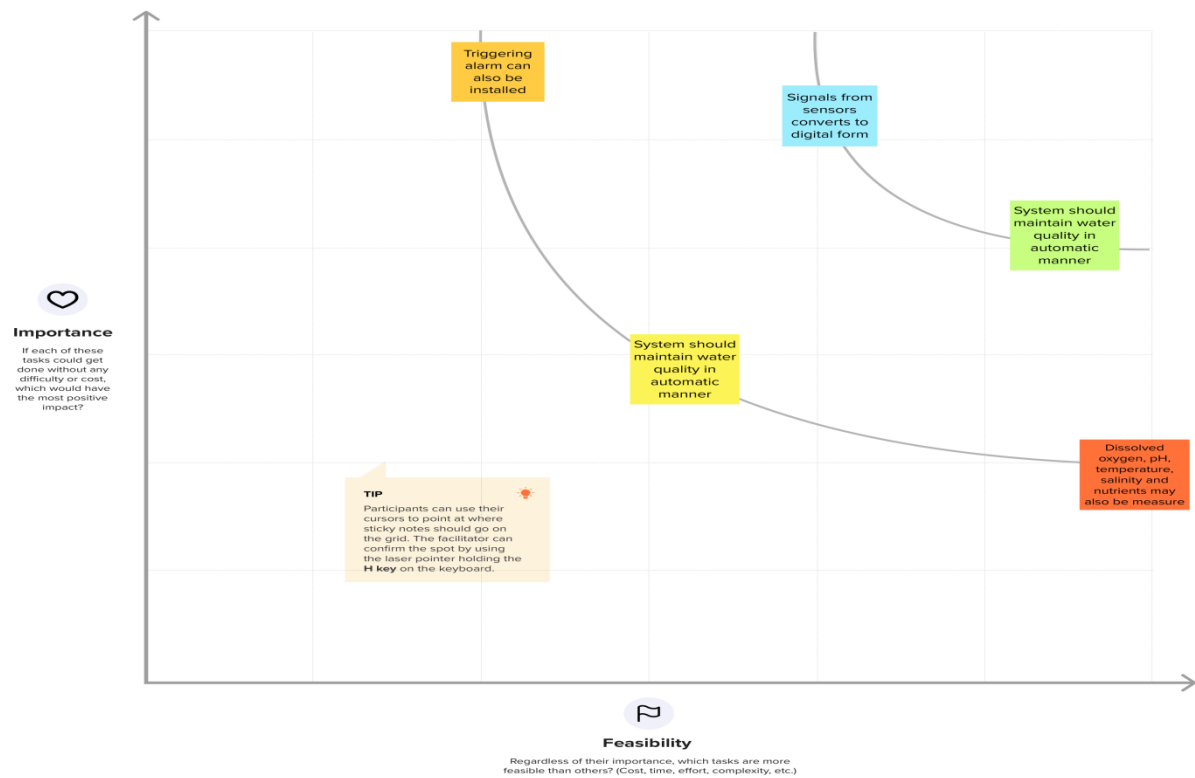 Triggering
alarm can
also be
installed
Signals from
sensors
converts to
digital form
System should
maintain water
quality in
automatic
manner
Importance
If each of these
tasks could get
done without any
difficulty or cost,
which would have
the most positive
impact?
System should
maintain water
quality in
automatic
manner
Dissolved
oxygen, pH,
temperature,
salinity and
nutrients may
also be measure
TIP
Participants can use their
cursors to point at where
sticky notes should go on
the grid. The facilitator can
confirm the spot by using
the laser pointer holding the
H key on the keyboard.
Feasibility
Regardless of their importance, which tasks are more
feasible than others? (Cost, time, effort, complexity, etc.)